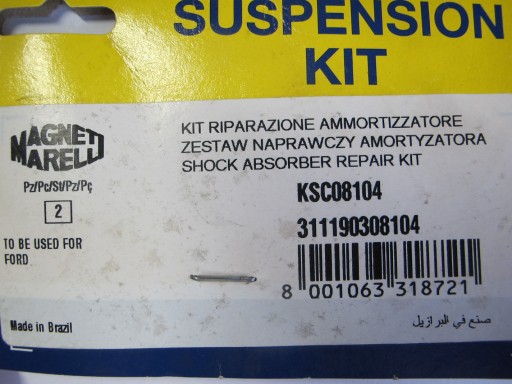 SUSPENSION
KIT
MAGNETI
MARELLI
KIT RIPARAZIONE AMMORTIZZATORE
ZESTAW NAPRAWCZY AMORTYZATORA
SHOCK ABSORBER REPAIR KIT
Pz/Pc/St/Pz/Pç
2
KSC08104
311190308104
TO BE USED FOR
FORD
8 001063 318721
Made in Brazil
صنع في البرازيل